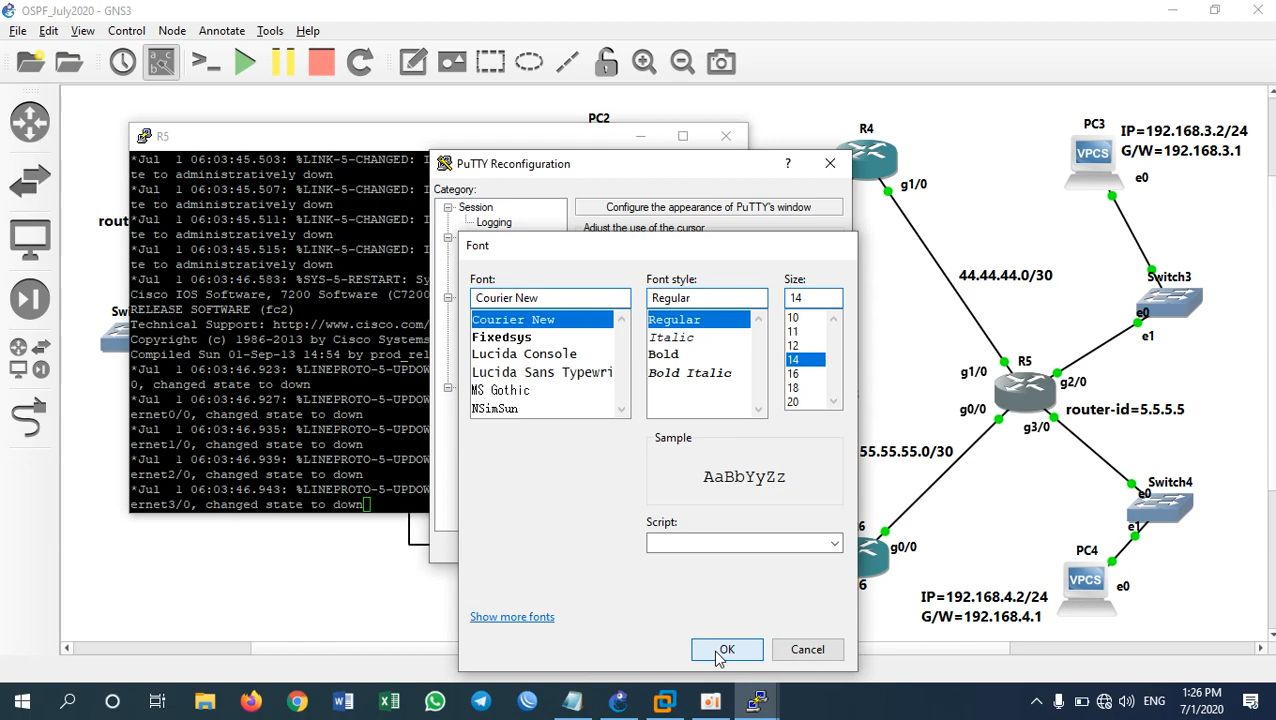 OSPF_July2020 - GNS3
File Edit View Control Node Annotate Tools Help
PC2
R5
*Jul 1 06:03:45.503: %LINK-5-CHANGED: I
te to administratively down
*Jul 1 06:03:45.507: %LINK-5-CHANGED: I
te to administratively down
*Jul 1 06:03:45.511: %LINK-5-CHANGED: I
te to administratively down
*Jul 1 06:03:45.515: %LINK-5-CHANGED: I
te to administratively down
*Jul 1 06:03:46.583: %SYS-5-RESTART: Sy
Cisco IOS Software, 7200 Software (C7200
RELEASE SOFTWARE (fc2)
Technical Support: http://www.cisco.com/
Copyright (c) 1986-2013 by Cisco Systems
Compiled Sun 01-Sep-13 14:54 by prod_rel
*Jul 1 06:03:46.923: %LINEPROTO-5-UPDOW
0, changed state to down
*Jul 1 06:03:46.927: %LINEPROTO-5-UPDOW
ernet0/0, changed state to down
*Jul 1 06:03:46.935: %LINEPROTO-5-UPDOW
ernet1/0, changed state to down
*Jul 1 06:03:46.939: %LINEPROTO-5-UPDOW
ernet2/0, changed state to down
*Jul 1 06:03:46.943: %LINEPROTO-5-UPDOW
ernet3/0, changed state to down
PuTTY Reconfiguration
?
Category:
Session
Logging
Configure the appearance of PuTTY's window
Adjust the use of the cursor
Font
Font:
Courier New
Courier New
Fixedsys
Lucida Console
Lucida Sans Typewri
MS Gothic
NSimSun
Font style:
Regular
Regular
Italic
Bold
Bold Italic
Size:
14
10
11
12
14
16
18
20
Sample
AaBbYyZz
Script:
Show more fonts
OK
Cancel
rout
Sw
R4
g1/0
44.44.44.0/30
PC3
VPCS
IP=192.168.3.2/24
G/W=192.168.3.1
e0
Switch3
e1
R5
g1/0
g2/0
g0/0
router-id=5.5.5.5
g3/0
55.55.55.0/30
Switch4
e0
e1
6
g0/0
6
PC4
VPCS
e0
IP=192.168.4.2/24
G/W=192.168.4.1
ENG
1:26 PM
7/1/2020